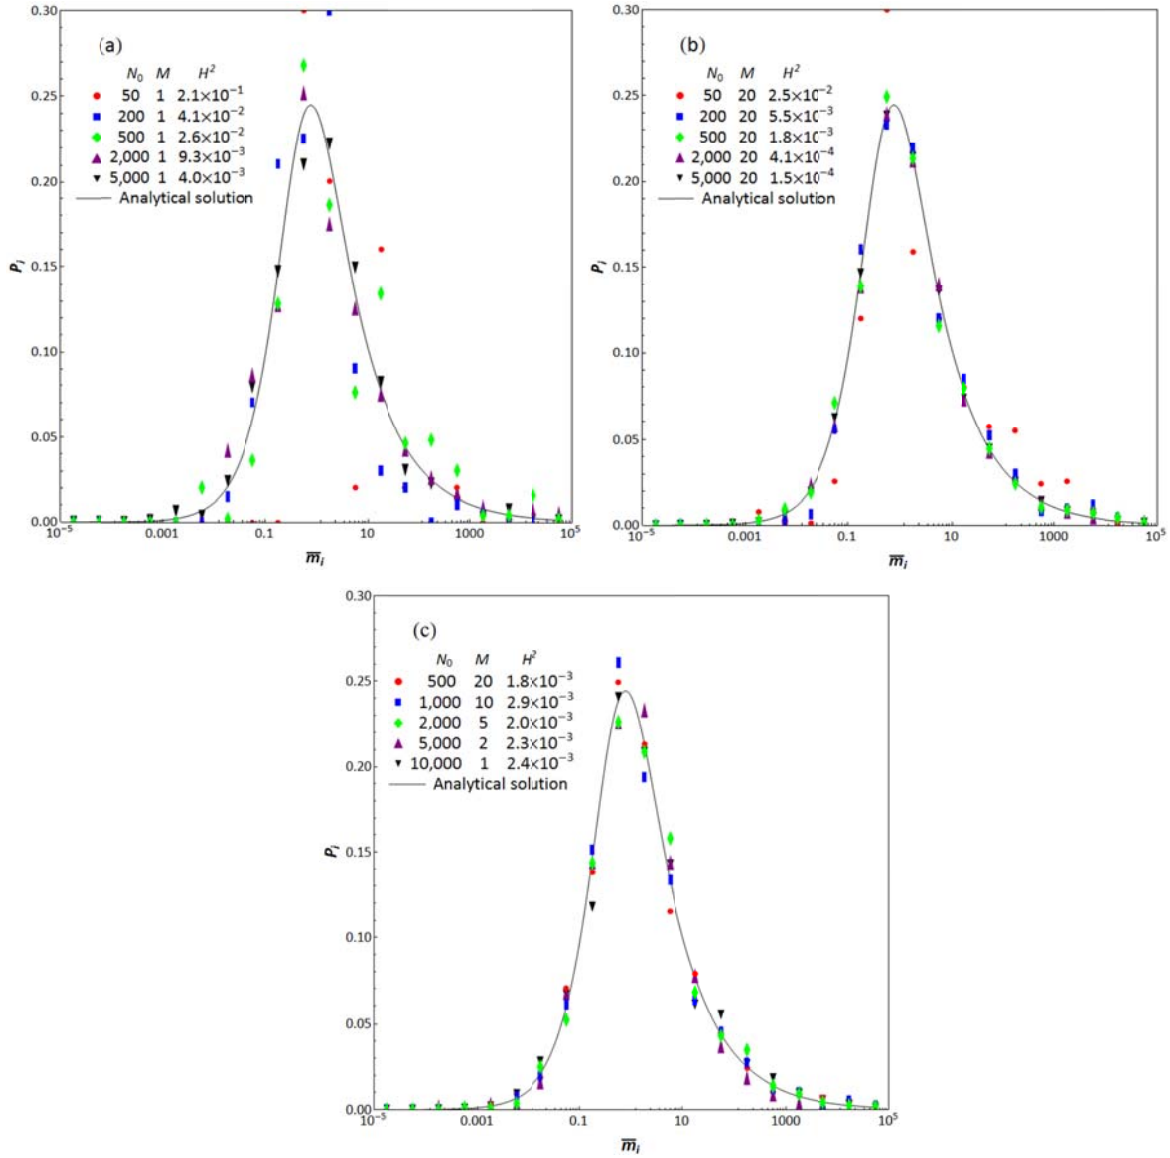 (a)
N₀ M H²
50 1 2.1×10⁻¹
200 1 4.1×10⁻²
500 1 2.6×10⁻²
2,000 1 9.3×10⁻³
5,000 1 4.0×10⁻³
Analytical solution
0.30
0.25
0.20
0.15
0.10
0.05
0.00
Pᵢ
10⁻⁵ 0.001 0.1 10 1000 10⁵
m̅ᵢ
(b)
N₀ M H²
50 20 2.5×10⁻²
200 20 5.5×10⁻³
500 20 1.8×10⁻³
2,000 20 4.1×10⁻⁴
5,000 20 1.5×10⁻⁴
Analytical solution
0.30
0.25
0.20
0.15
0.10
0.05
0.00
Pᵢ
10⁻⁵ 0.001 0.1 10 1000 10⁵
m̅ᵢ
(c)
N₀ M H²
500 20 1.8×10⁻³
1,000 10 2.9×10⁻³
2,000 5 2.0×10⁻³
5,000 2 2.3×10⁻³
10,000 1 2.4×10⁻³
Analytical solution
0.30
0.25
0.20
0.15
0.10
0.05
0.00
Pᵢ
10⁻⁵ 0.001 0.1 10 1000 10⁵
m̅ᵢ